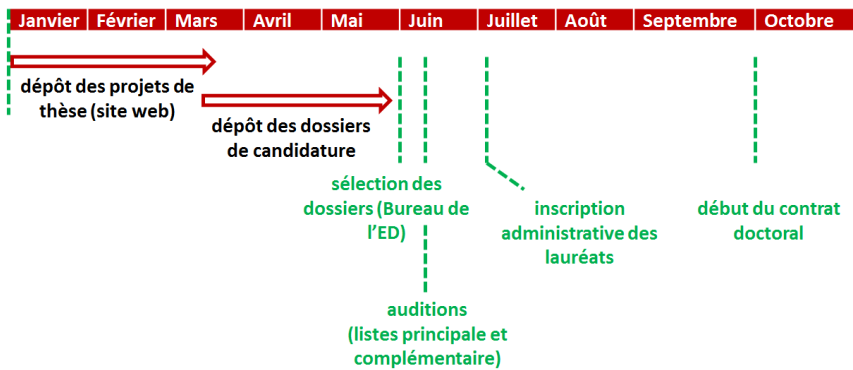 Janvier Février Mars Avril Mai Juin Juillet Août Septembre Octobre
dépôt des projets de
thèse (site web)
dépôt des dossiers
de candidature
sélection des
dossiers (Bureau de
l'ED)
inscription
administrative des
lauréats
début du contrat
doctoral
auditions
(listes principale et
complémentaire)